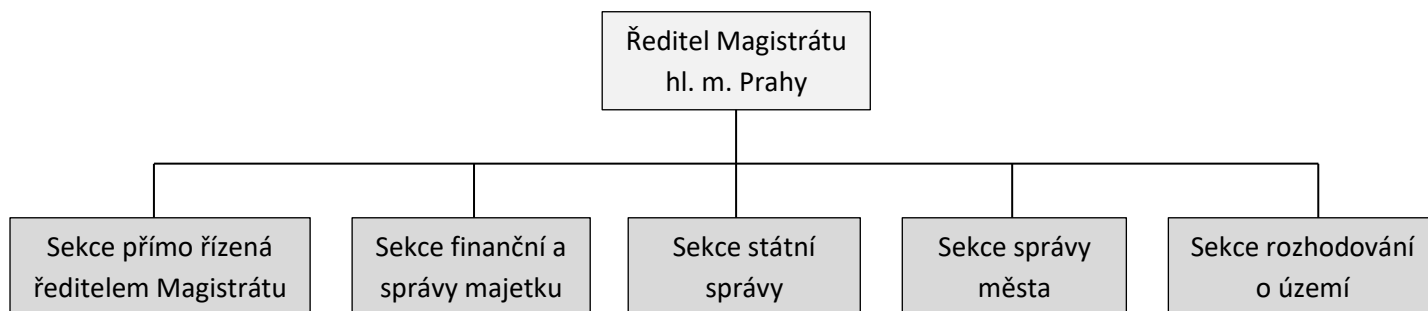 Ředitel Magistrátu
hl. m. Prahy
Sekce přímo řízená
ředitelem Magistrátu
Sekce finanční a
správy majetku
Sekce státní
správy
Sekce správy
města
Sekce rozhodování
o území